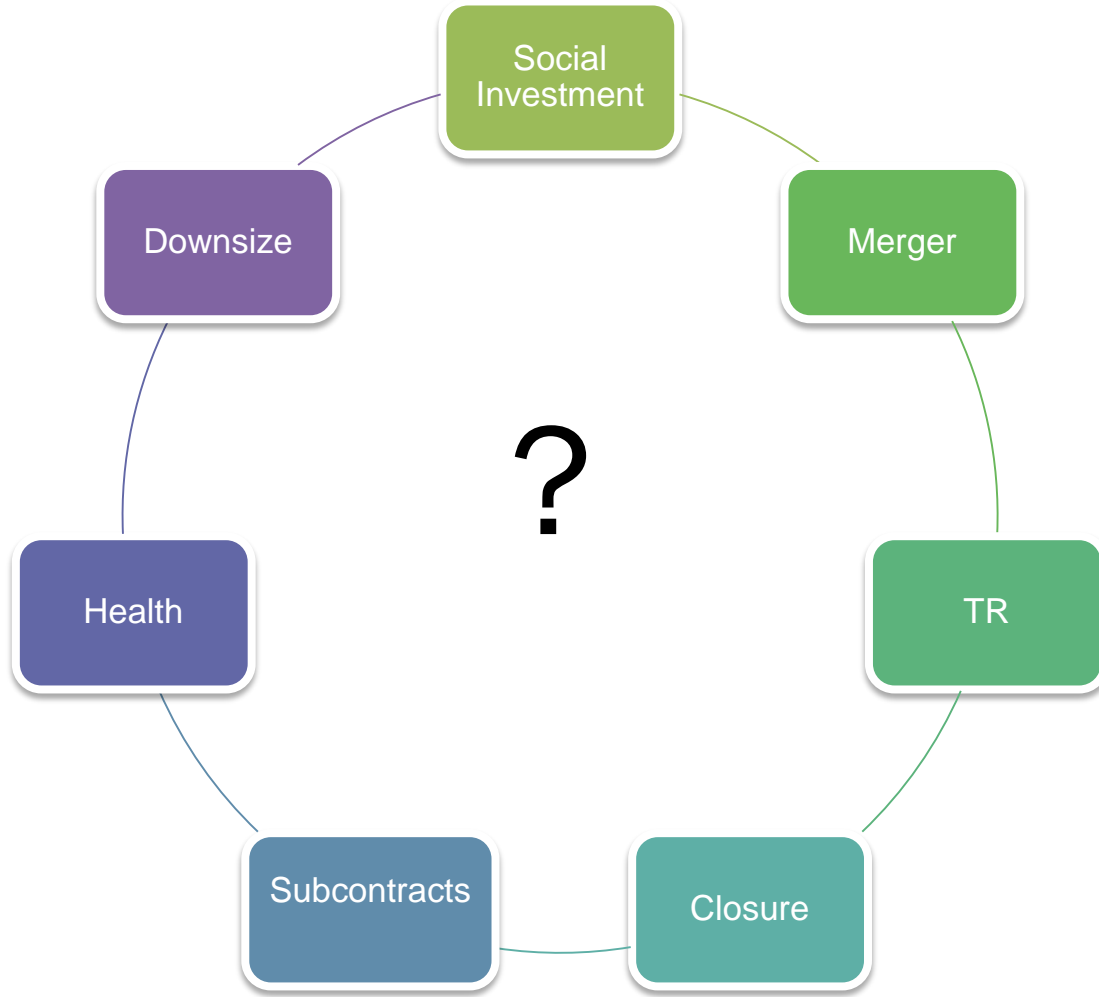 Social
Investment
Merger
TR
Closure
Subcontracts
Health
Downsize
?